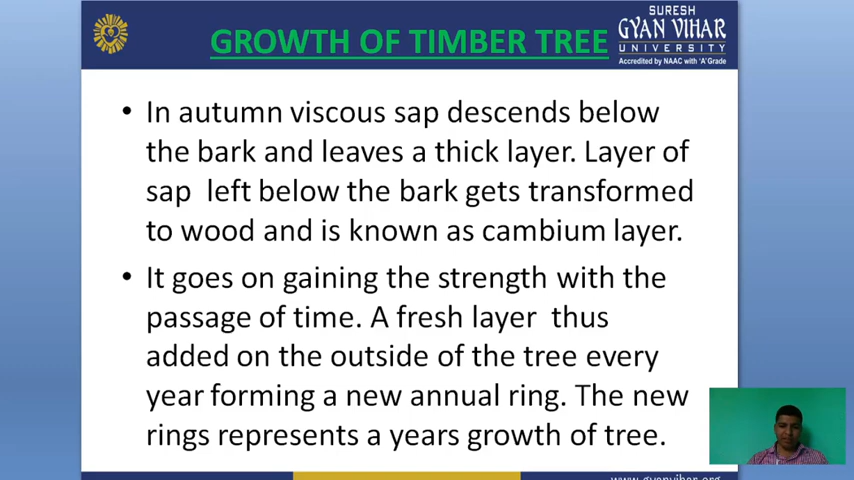 GROWTH OF TIMBER TREE
SURESH
GYAN VIHAR
UNIVERSITY
Accredited by NAAC with 'A' Grade
• In autumn viscous sap descends below
the bark and leaves a thick layer. Layer of
sap left below the bark gets transformed
to wood and is known as cambium layer.
• It goes on gaining the strength with the
passage of time. A fresh layer thus
added on the outside of the tree every
year forming a new annual ring. The new
rings represents a years growth of tree.
www.gyanvihar.org